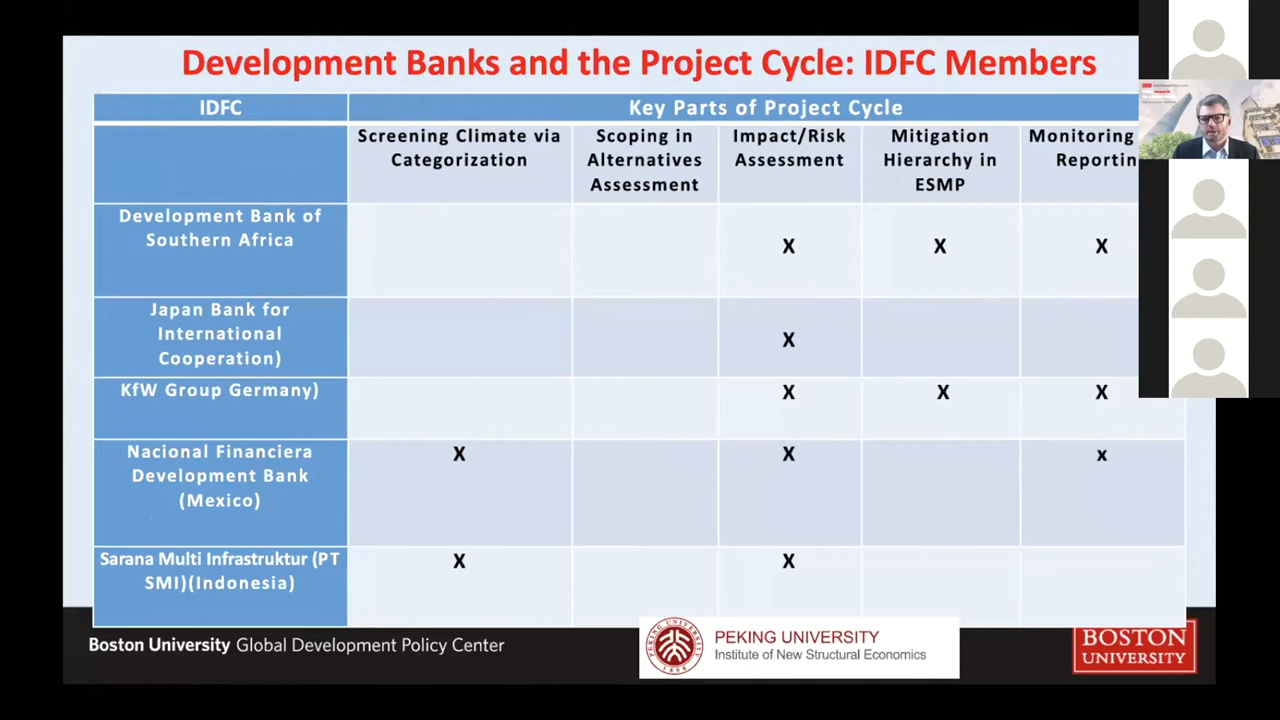 Development Banks and the Project Cycle: IDFC Members
IDFC
Key Parts of Project Cycle
Screening Climate via
Categorization
Scoping in
Alternatives
Assessment
Impact/Risk
Assessment
Mitigation
Hierarchy in
ESMP
Monitoring
Reportin
Development Bank of
Southern Africa
X X X
Japan Bank for
International
Cooperation)
X
KfW Group Germany)
X X X
Nacional Financiera
Development Bank
(Mexico)
X X x
Sarana Multi Infrastruktur (PT
SMI)(Indonesia)
X X
Boston University Global Development Policy Center
PEKING UNIVERSITY
Institute of New Structural Economics
PEKING UNIVERSITY
1898
BOSTON
UNIVERSITY